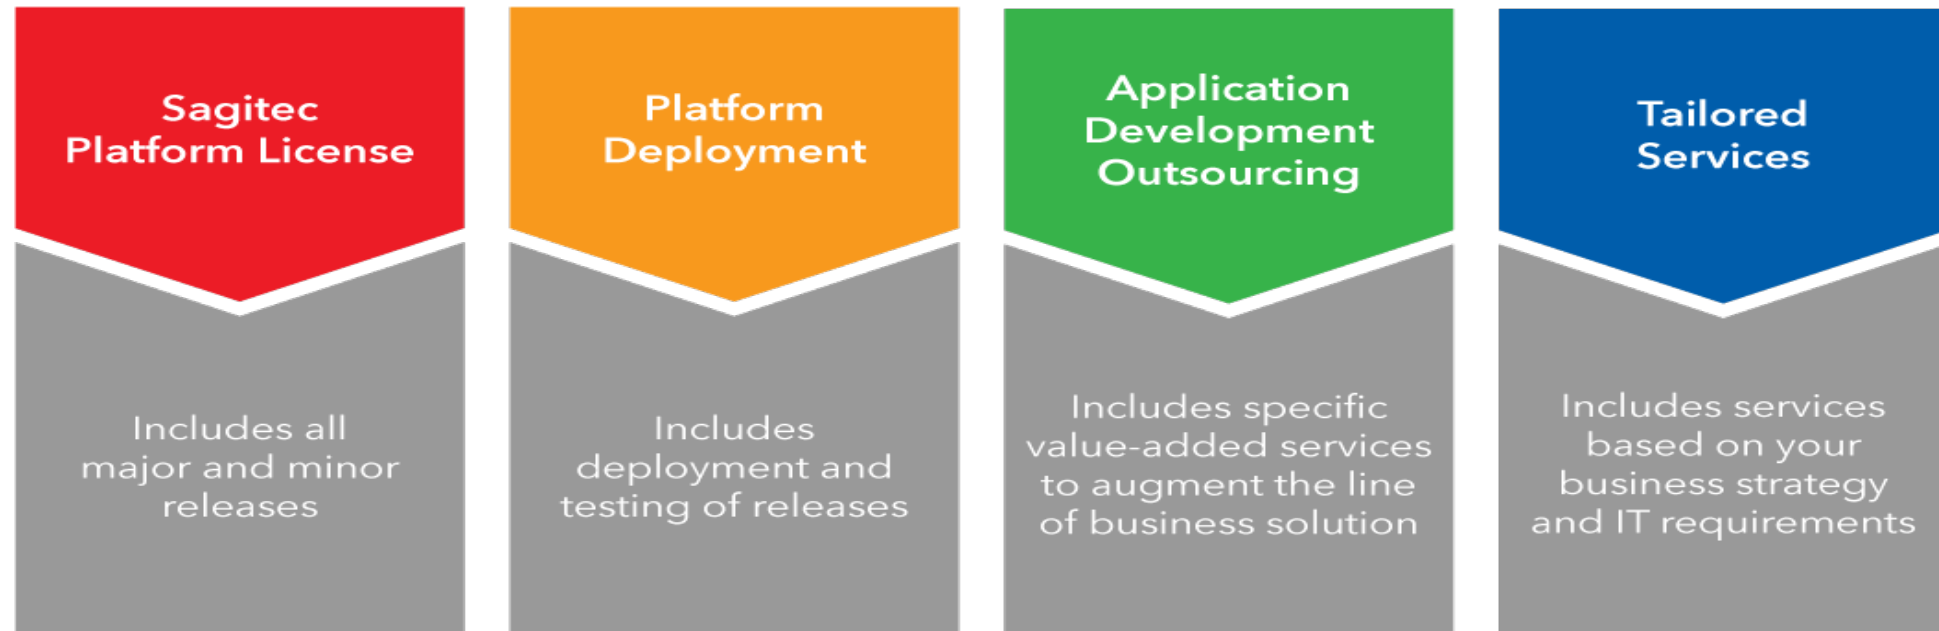 Sagitec
Platform License
Includes all
major and minor
releases
Platform
Deployment
Includes
deployment and
testing of releases
Application
Development
Outsourcing
Includes specific
value-added services
to augment the line
of business solution
Tailored
Services
Includes services
based on your
business strategy
and IT requirements